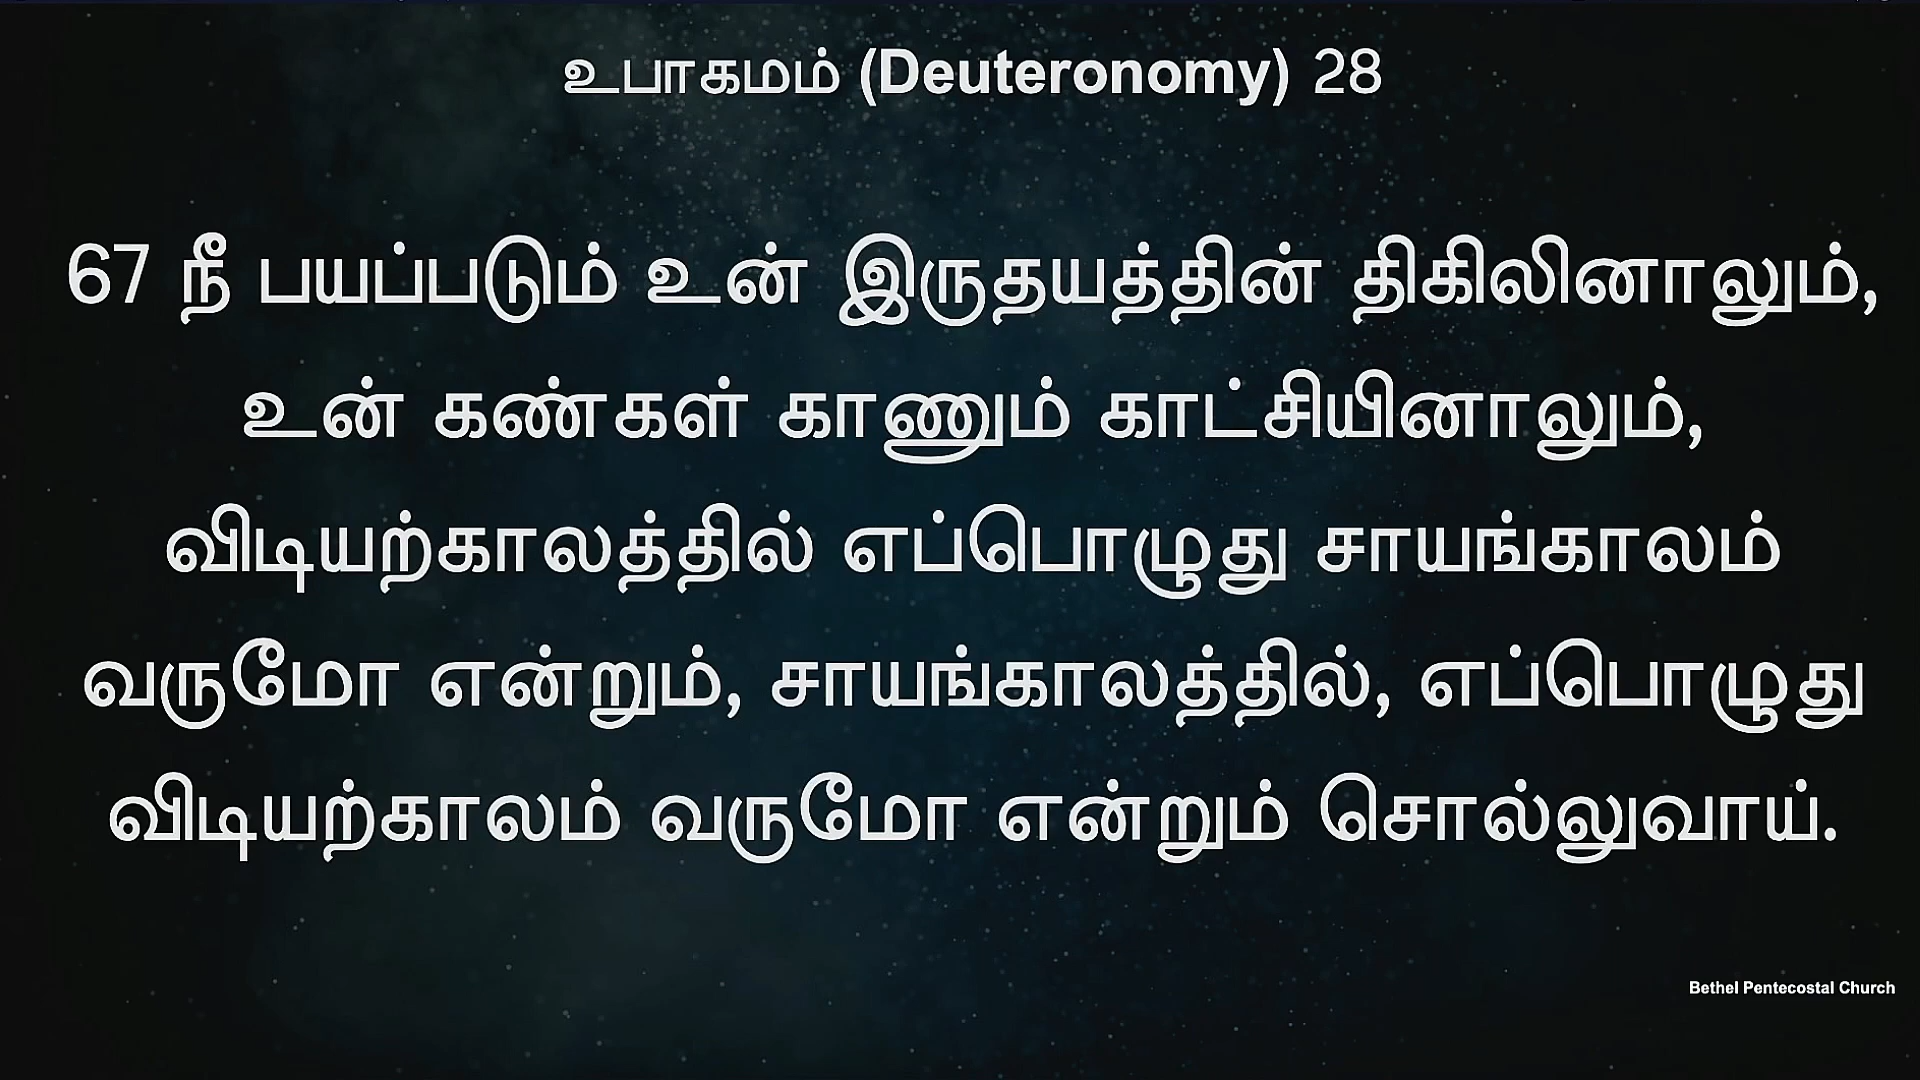 உபாகமம் (Deuteronomy) 28
67 நீ பயப்படும் உன் இருதயத்தின் திகிலினாலும்,
உன் கண்கள் காணும் காட்சியினாலும்,
விடியற்காலத்தில் எப்பொழுது சாயங்காலம்
வருமோ என்றும், சாயங்காலத்தில், எப்பொழுது
விடியற்காலம் வருமோ என்றும் சொல்லுவாய்.
Bethel Pentecostal Church